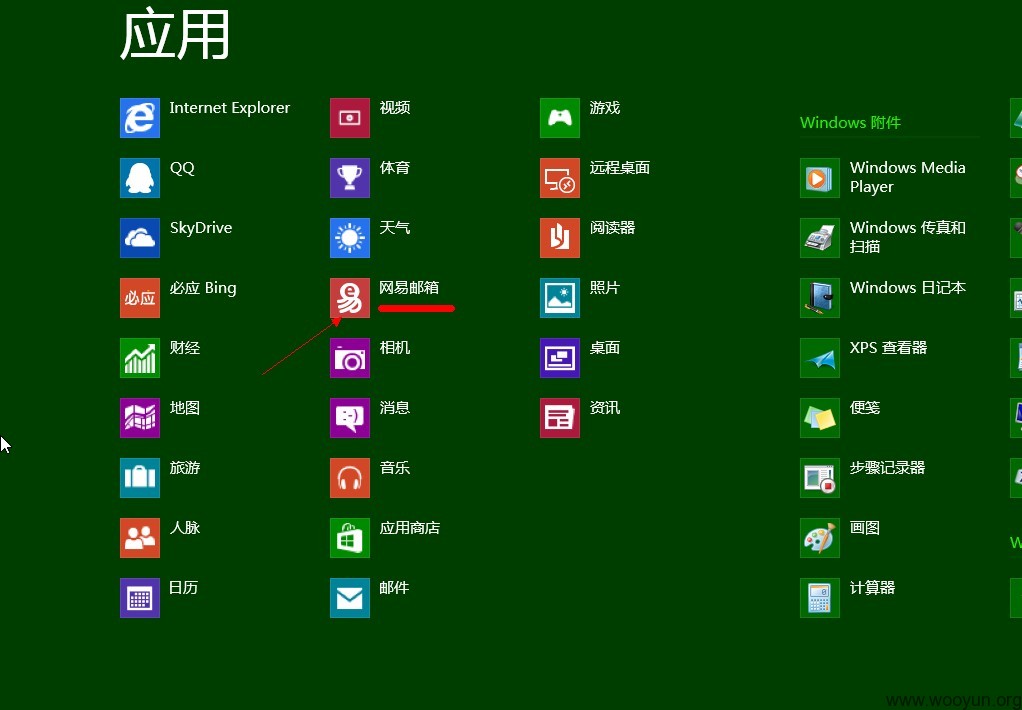 应用
Internet Explorer
QQ
SkyDrive
必应
必应 Bing
财经
地图
旅游
人脉
日历
视频
体育
天气
网易邮箱
相机
消息
音乐
应用商店
邮件
游戏
远程桌面
阅读器
照片
桌面
资讯
Windows 附件
Windows Media
Player
Windows 传真和
扫描
Windows 日记本
XPS 查看器
便笺
步骤记录器
画图
计算器
W
www.wooyun.org